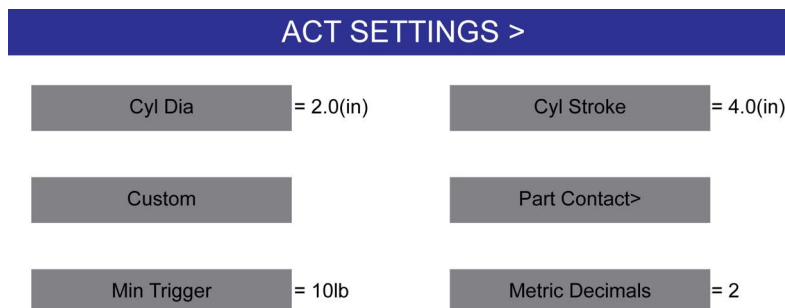 ACT SETTINGS >
Cyl Dia = 2.0(in) Cyl Stroke = 4.0(in)
Custom Part Contact>
Min Trigger = 10lb Metric Decimals = 2